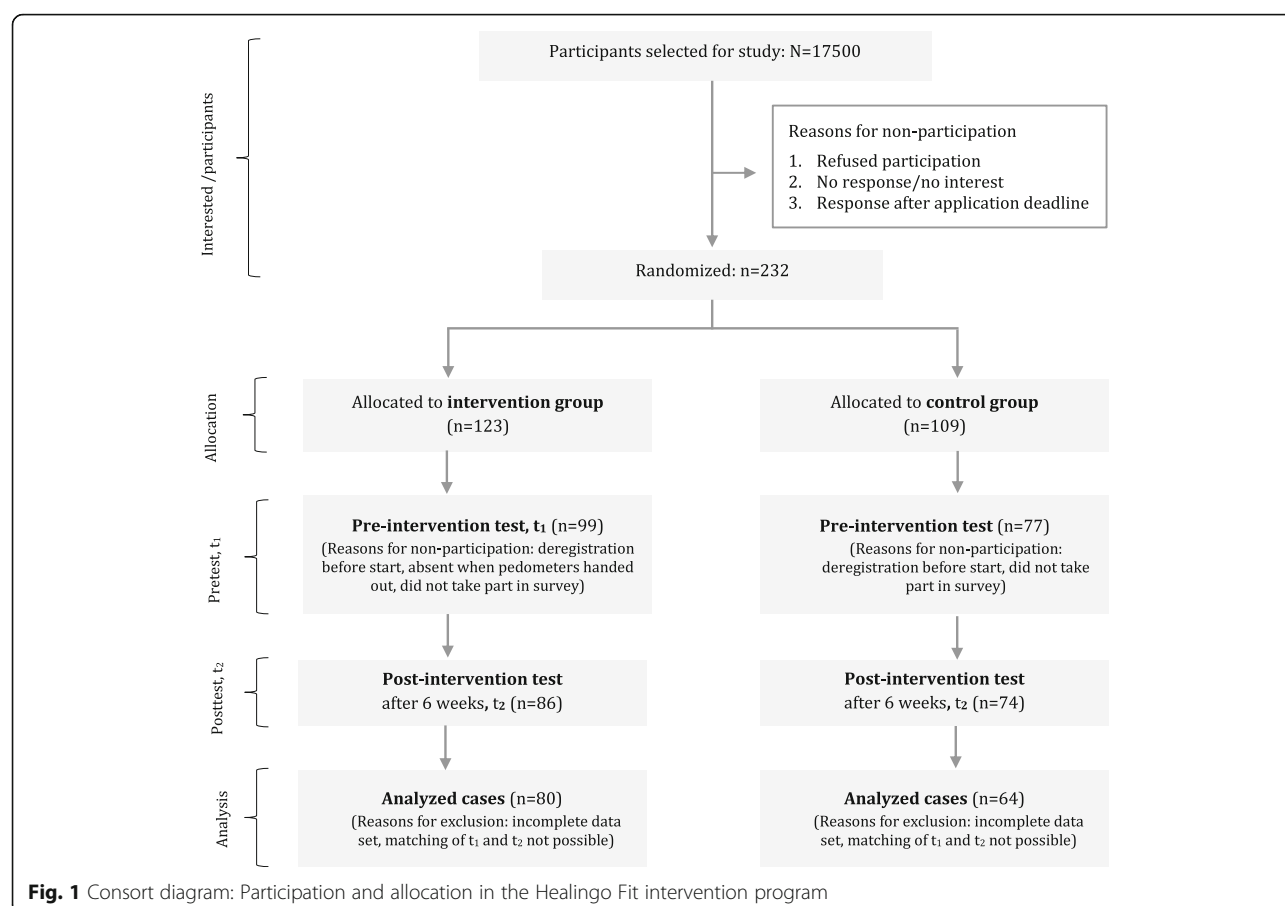 Interested /participants
Participants selected for study: N=17500
Reasons for non-participation
1. Refused participation
2. No response/no interest
3. Response after application deadline
Randomized: n=232
Allocation
Allocated to intervention group
(n=123)
Allocated to control group
(n=109)
Pretest, t₁
Pre-intervention test, t₁ (n=99)
(Reasons for non-participation: deregistration
before start, absent when pedometers handed
out, did not take part in survey)
Pre-intervention test (n=77)
(Reasons for non-participation:
deregistration before start, did not take
part in survey)
Posttest, t₂
Post-intervention test
after 6 weeks, t₂ (n=86)
Post-intervention test
after 6 weeks, t₂ (n=74)
Analysis
Analyzed cases (n=80)
(Reasons for exclusion: incomplete data
set, matching of t₁ and t₂ not possible)
Analyzed cases (n=64)
(Reasons for exclusion: incomplete data
set, matching of t₁ and t₂ not possible)
Fig. 1 Consort diagram: Participation and allocation in the Healingo Fit intervention program